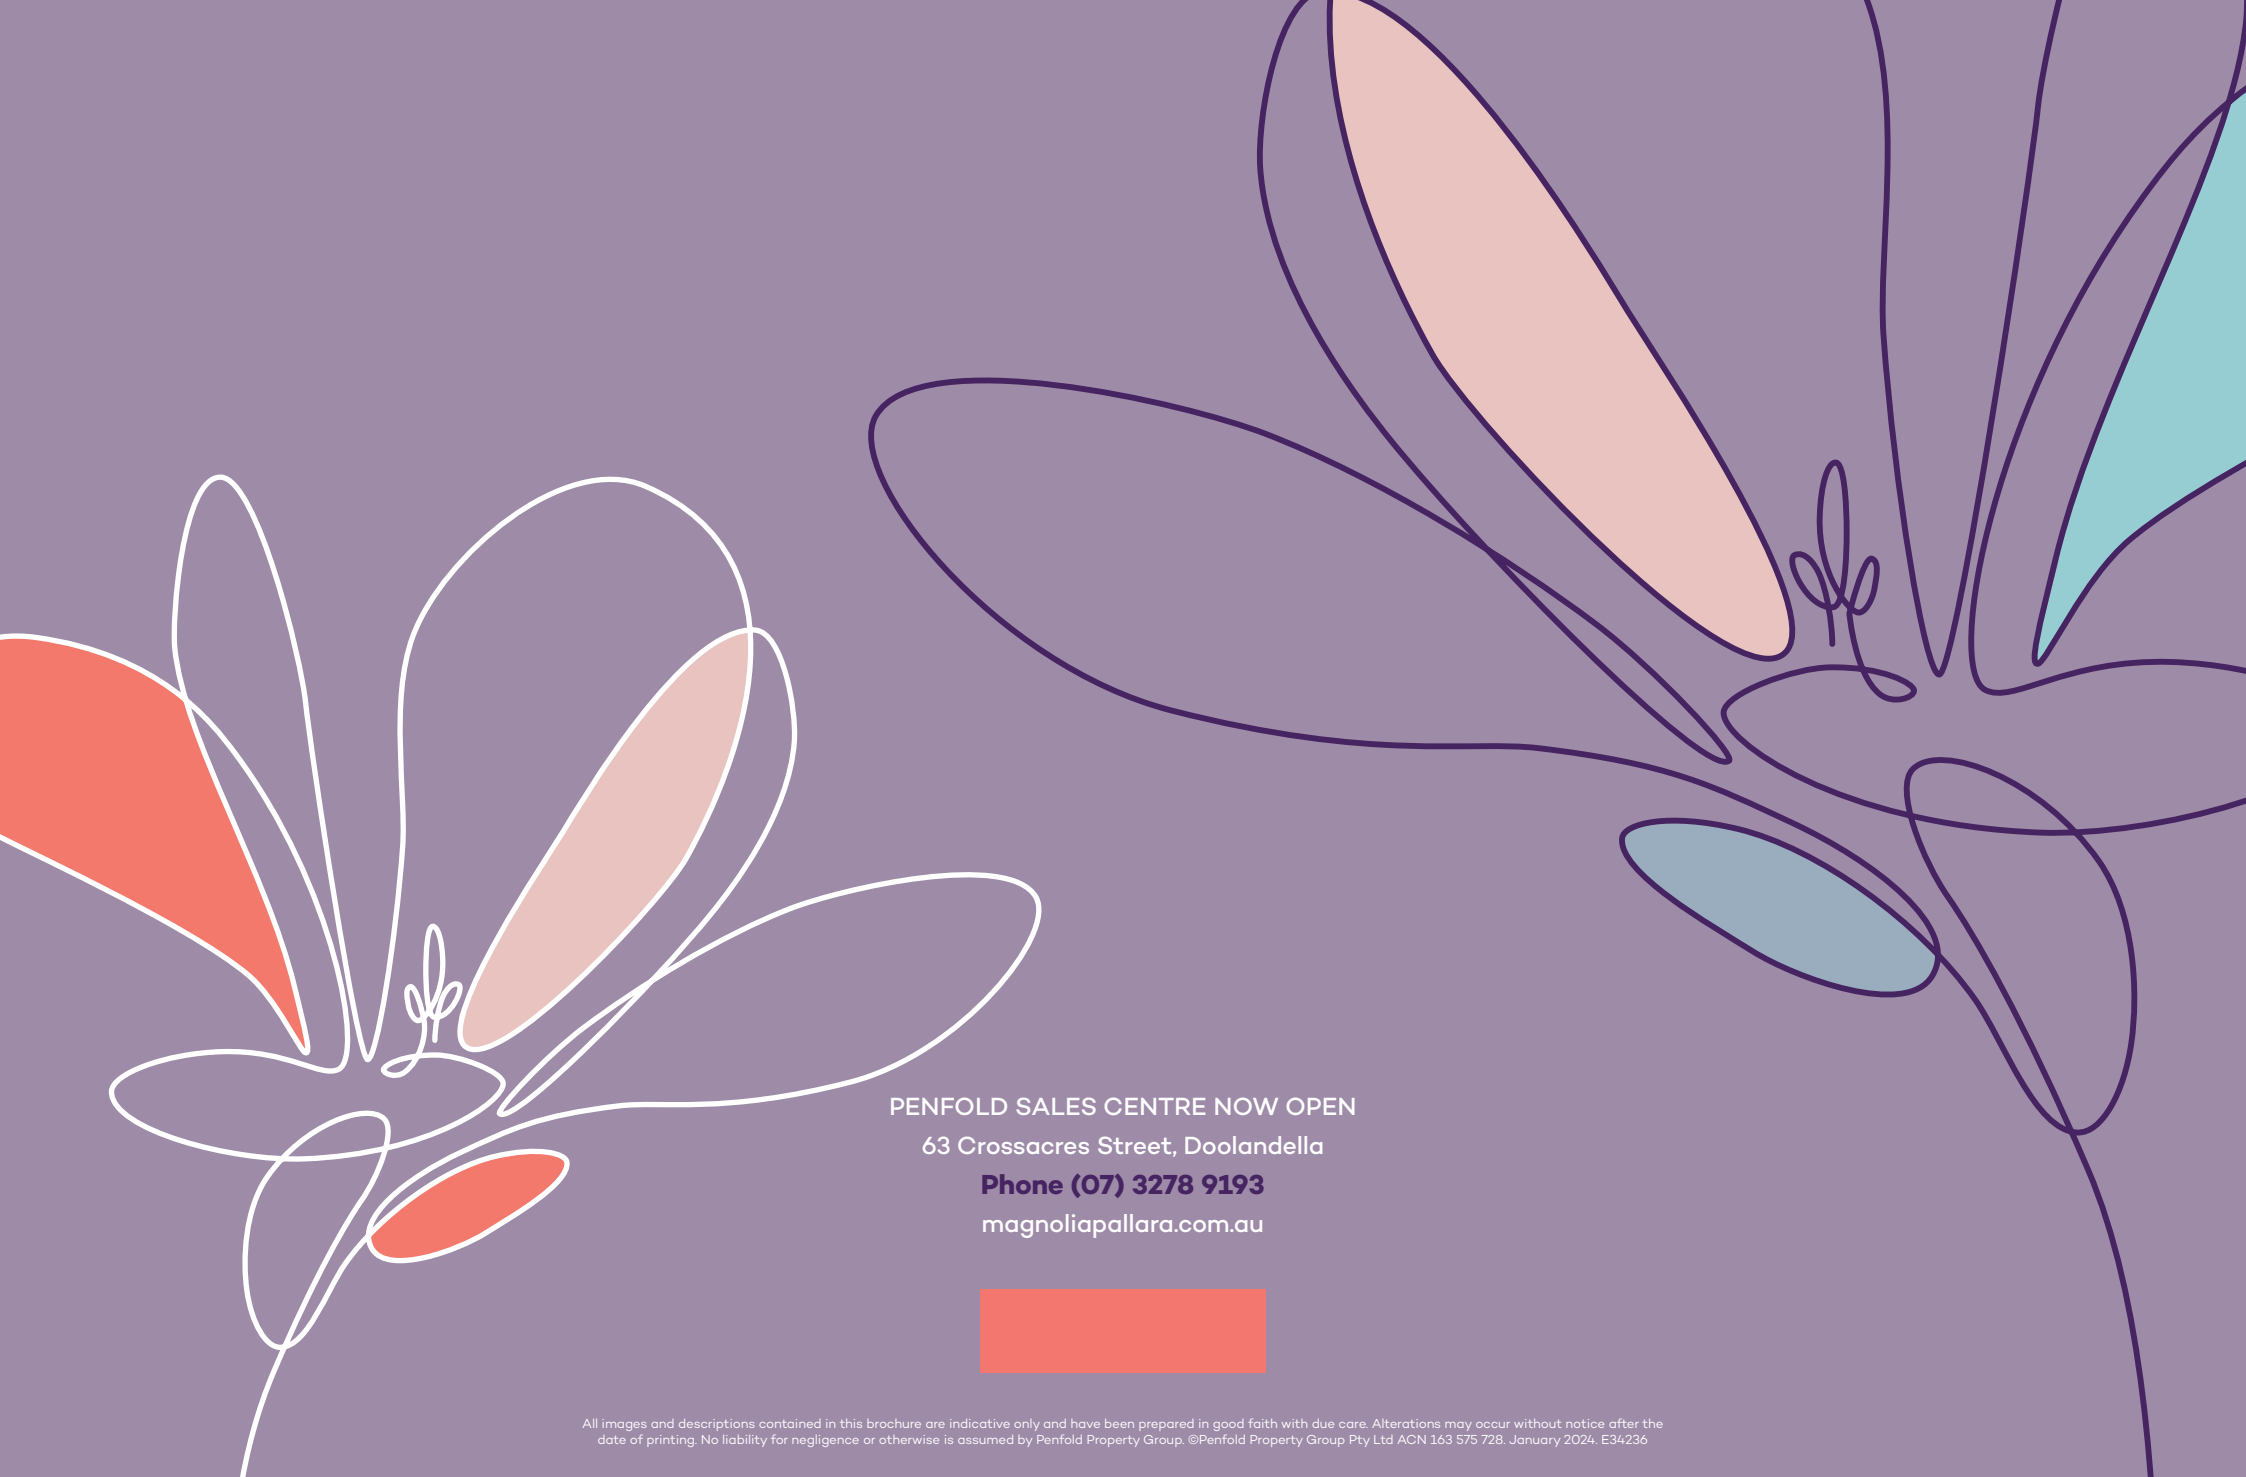 PENFOLD SALES CENTRE NOW OPEN
63 Crossacres Street, Doolandella
Phone (07) 3278 9193
magnoliapallara.com.au
All images and descriptions contained in this brochure are indicative only and have been prepared in good faith with due care. Alterations may occur without notice after the
date of printing. No liability for negligence or otherwise is assumed by Penfold Property Group. ©Penfold Property Group Pty Ltd ACN 163 575 728. January 2024. E34236